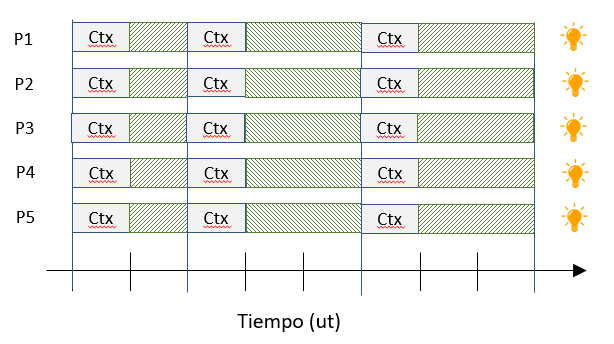 P1 Ctx Ctx Ctx
P2 Ctx Ctx Ctx
P3 Ctx Ctx Ctx
P4 Ctx Ctx Ctx
P5 Ctx Ctx Ctx
Tiempo (ut)